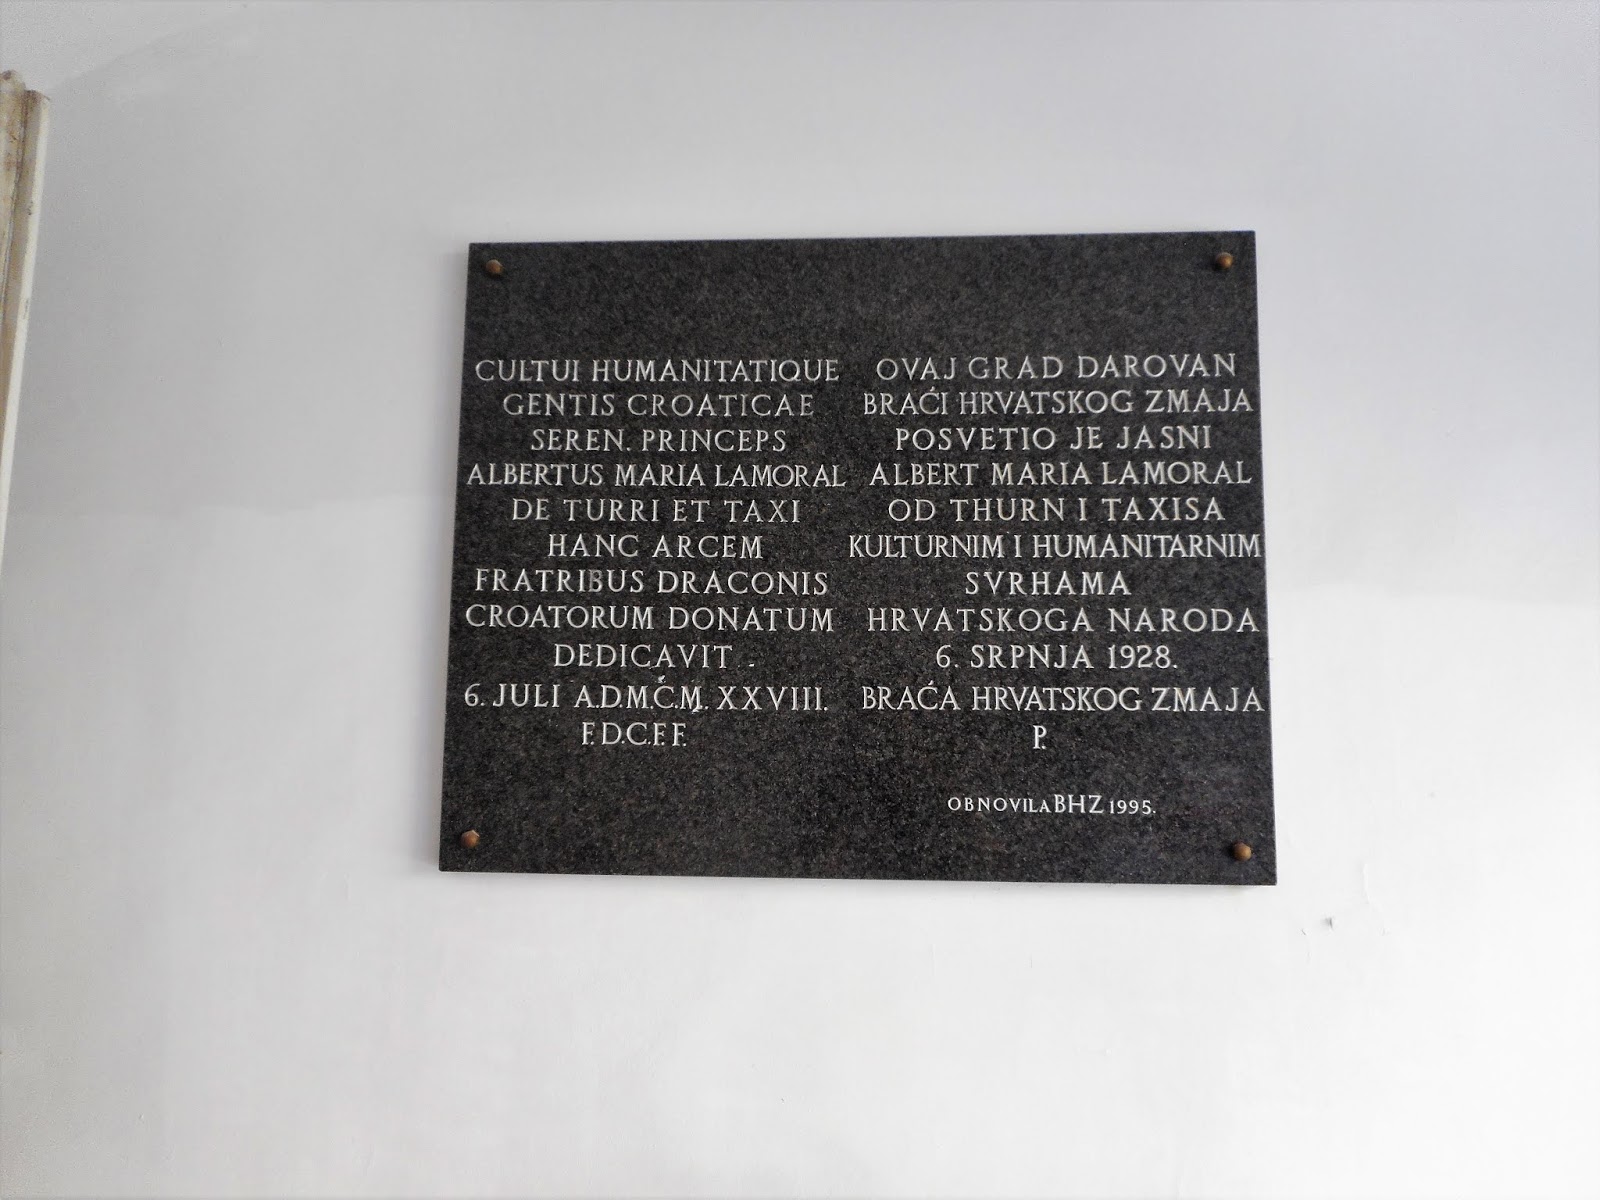 CULTUI HUMANITATIQUE
GENTIS CROATICAE
SEREN. PRINCEPS
ALBERTUS MARIA LAMORAL
DE TURRI ET TAXI
HANC ARCEM
FRATRIBUS DRACONIS
CROATORUM DONATUM
DEDICAVIT.
6. JULI A.D.M.C.M. XXVIII.
F.D.C.F.F.
OVAJ GRAD DAROVAN
BRAĆI HRVATSKOG ZMAJA
POSVETIO JE JASNI
ALBERT MARIA LAMORAL
OD THURN I TAXISA
KULTURNIM I HUMANITARNIM
SVRHAMA
HRVATSKOGA NARODA
6. SRPNJA 1928.
BRAĆA HRVATSKOG ZMAJA
P.
OBNOVILA BHZ 1995.